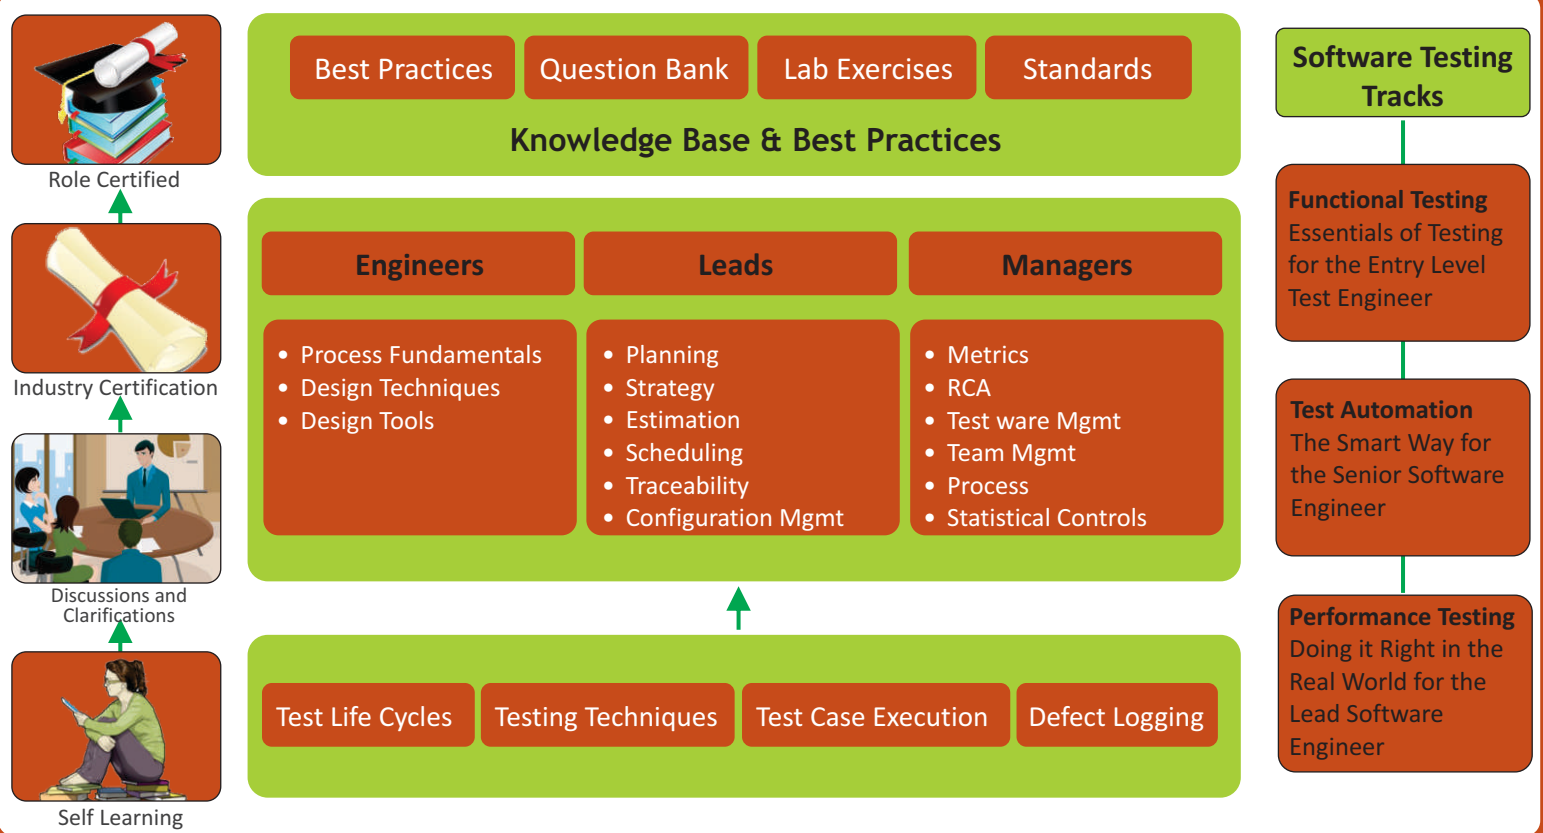 Role Certified
Industry Certification
Discussions and
Clarifications
Self Learning
Best Practices
Question Bank
Lab Exercises
Standards
Knowledge Base & Best Practices
Engineers
• Process Fundamentals
• Design Techniques
• Design Tools
Leads
• Planning
• Strategy
• Estimation
• Scheduling
• Traceability
• Configuration Mgmt
Managers
• Metrics
• RCA
• Test ware Mgmt
• Team Mgmt
• Process
• Statistical Controls
Test Life Cycles
Testing Techniques
Test Case Execution
Defect Logging
Software Testing
Tracks
Functional Testing
Essentials of Testing
for the Entry Level
Test Engineer
Test Automation
The Smart Way for
the Senior Software
Engineer
Performance Testing
Doing it Right in the
Real World for the
Lead Software
Engineer